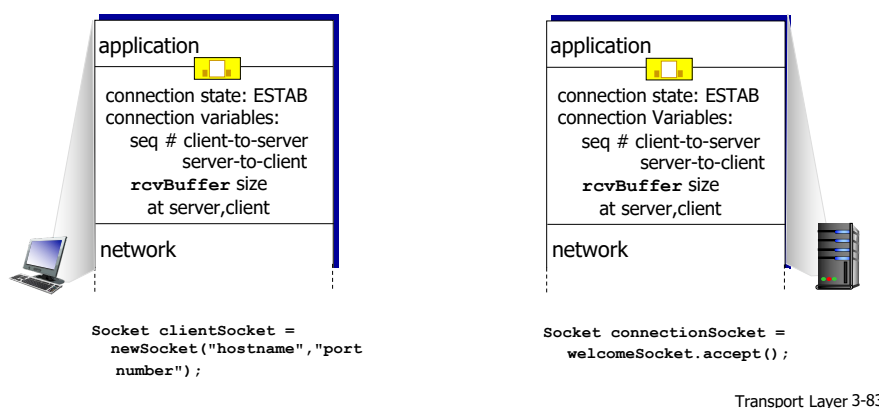 application
connection state: ESTAB
connection variables:
seq # client-to-server
server-to-client
rcvBuffer size
at server,client
network
Socket clientSocket =
newSocket("hostname","port
number");
application
connection state: ESTAB
connection Variables:
seq # client-to-server
server-to-client
rcvBuffer size
at server,client
network
Socket connectionSocket =
welcomeSocket.accept();
Transport Layer 3-83